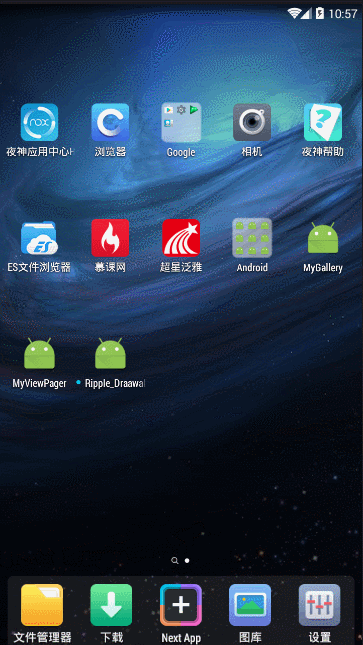 10:57
nox
夜神应用中心H
浏览器
Google
相机
夜神帮助
ES
ES文件浏览器
慕课网
超星泛雅
Android
MyGallery
MyViewPager
Ripple_Draawal
文件管理器
下载
Next App
图库
设置